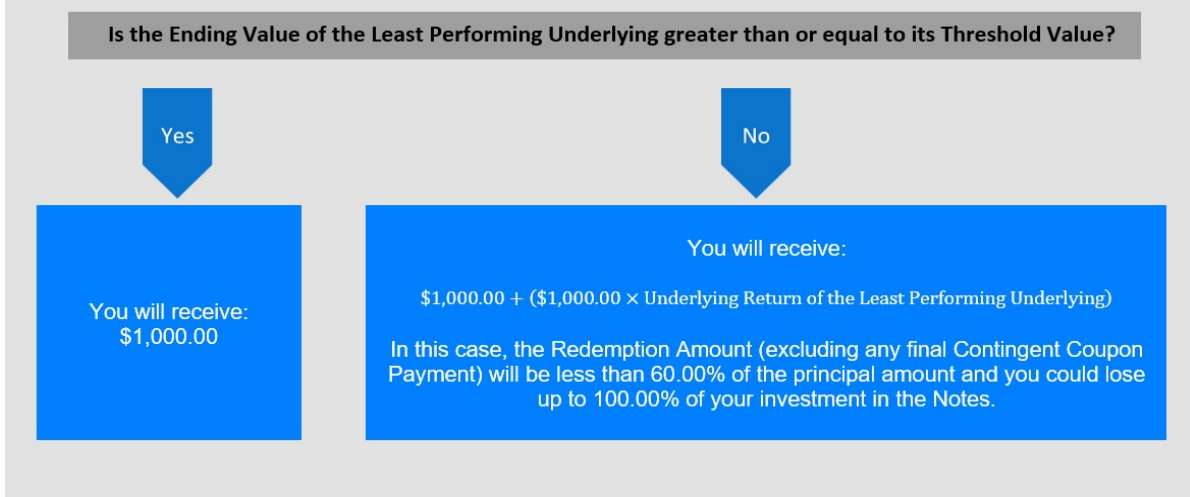 Is the Ending Value of the Least Performing Underlying greater than or equal to its Threshold Value?
Yes
No
You will receive:
$1,000.00
You will receive:
$1,000.00 + ($1,000.00 × Underlying Return of the Least Performing Underlying)
In this case, the Redemption Amount (excluding any final Contingent Coupon
Payment) will be less than 60.00% of the principal amount and you could lose
up to 100.00% of your investment in the Notes.